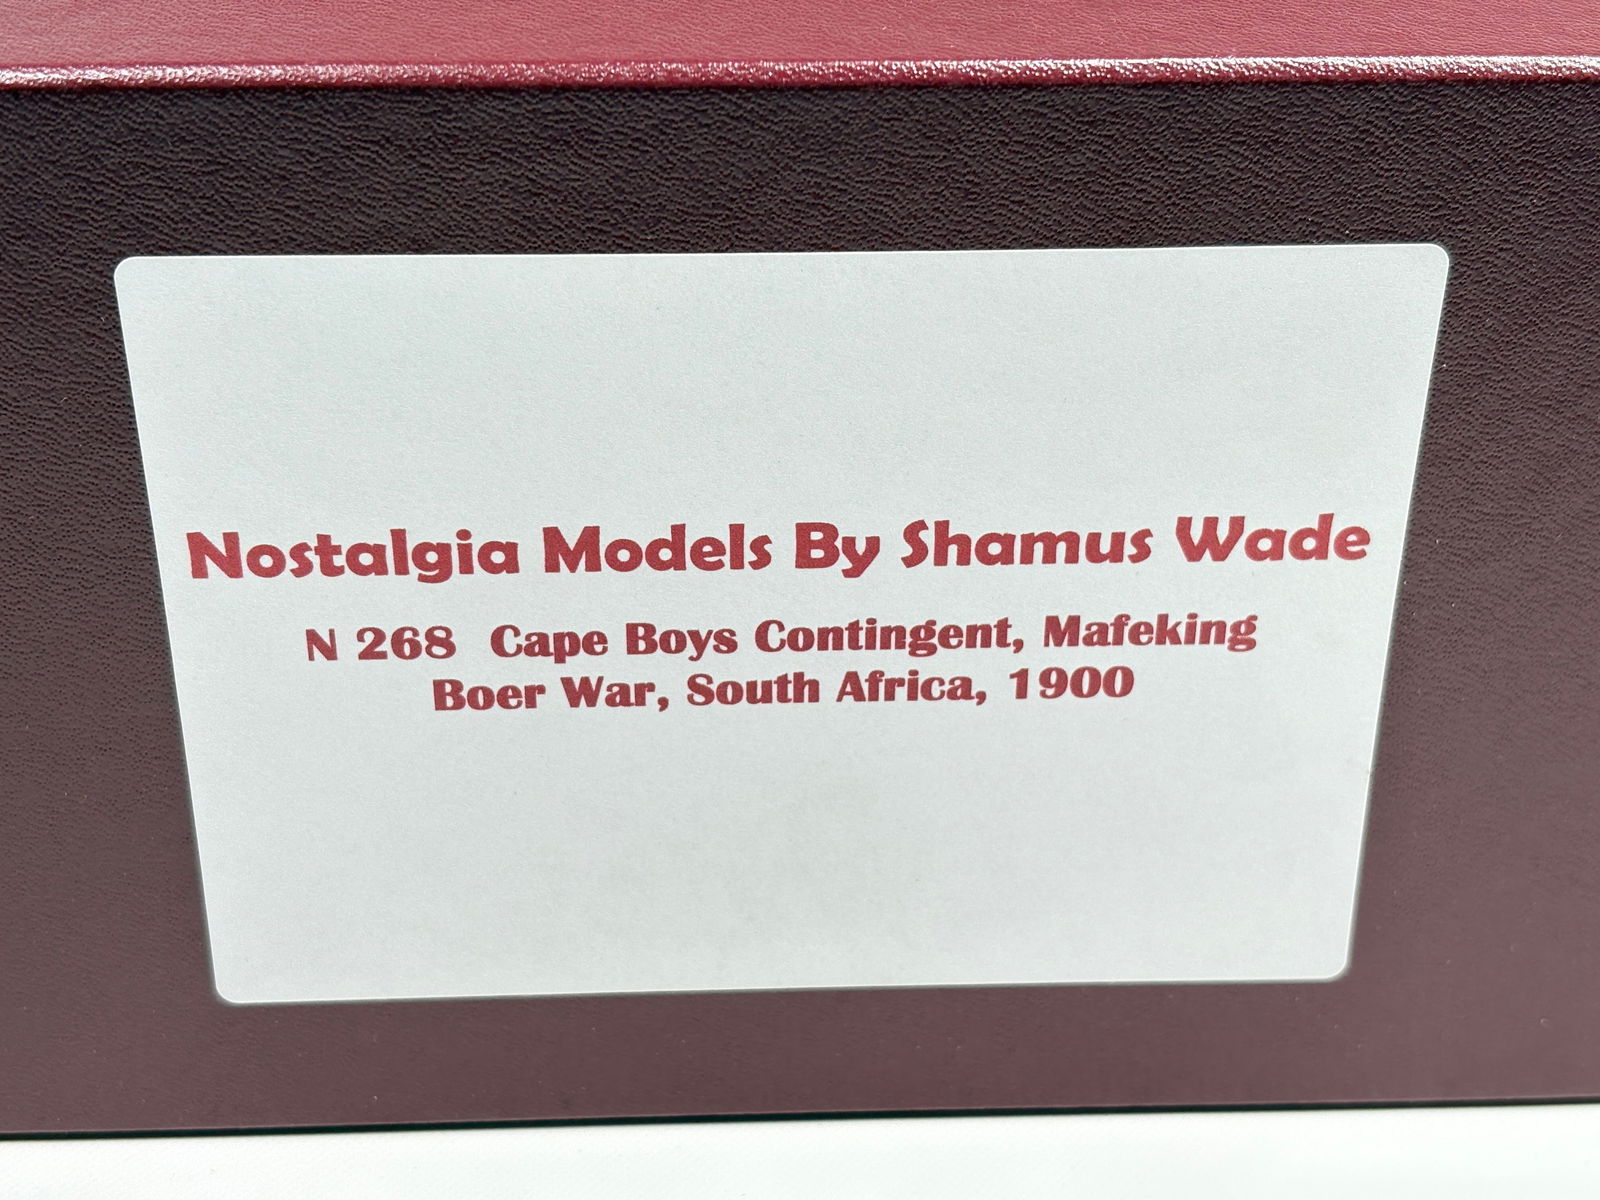 Nostalgia Models By Shamus Wade
N 268 Cape Boys Contingent, Mafeking
Boer War, South Africa, 1900